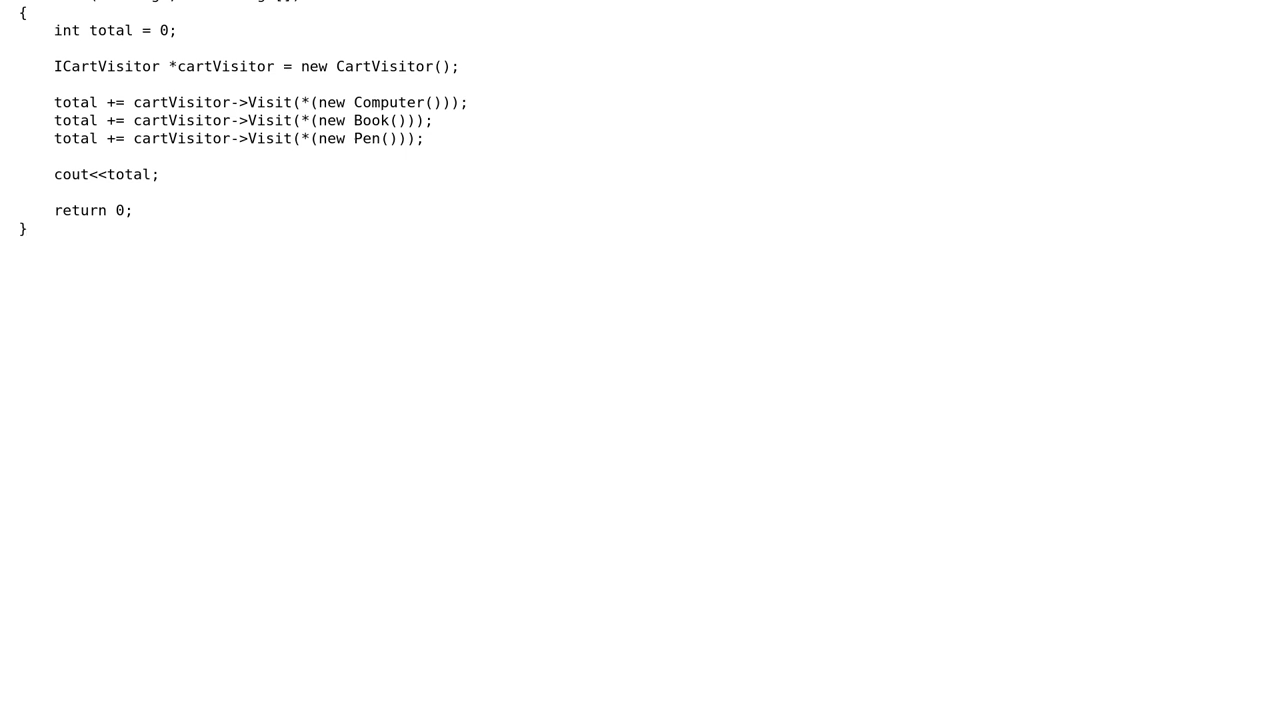 {
    int total = 0;

    ICartVisitor *cartVisitor = new CartVisitor();

    total += cartVisitor->Visit(*(new Computer()));
    total += cartVisitor->Visit(*(new Book()));
    total += cartVisitor->Visit(*(new Pen()));

    cout<<total;

    return 0;
}